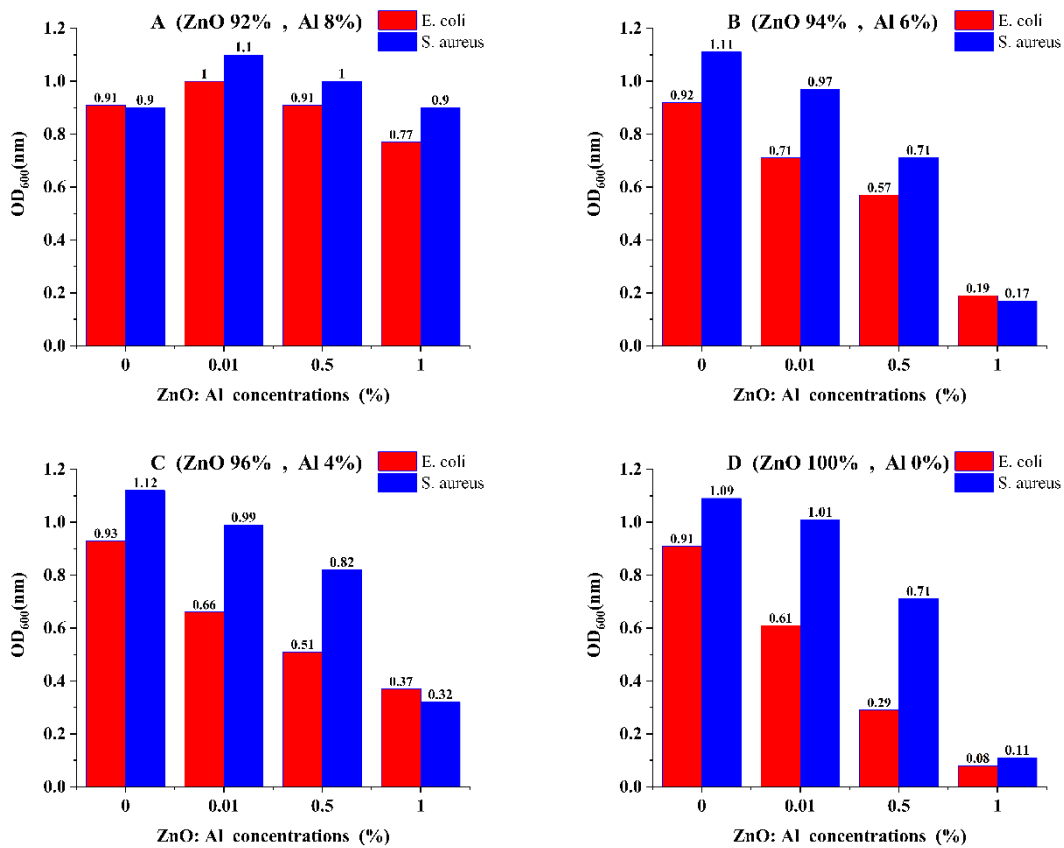 A (ZnO 92% , Al 8%)
E. coli
S. aureus
OD600(nm)
1.2
1.0
0.8
0.6
0.4
0.2
0.0
0.91
0.9
1
1.1
0.91
1
0.77
0.9
0 0.01 0.5 1
ZnO: Al concentrations (%)
B (ZnO 94% , Al 6%)
E. coli
S. aureus
OD600(nm)
1.2
1.0
0.8
0.6
0.4
0.2
0.0
0.92
1.11
0.71
0.97
0.57
0.71
0.19
0.17
0 0.01 0.5 1
ZnO: Al concentrations (%)
C (ZnO 96% , Al 4%)
E. coli
S. aureus
OD600(nm)
1.2
1.0
0.8
0.6
0.4
0.2
0.0
0.93
1.12
0.66
0.99
0.51
0.82
0.37
0.32
0 0.01 0.5 1
ZnO: Al concentrations (%)
D (ZnO 100% , Al 0%)
E. coli
S. aureus
OD600(nm)
1.2
1.0
0.8
0.6
0.4
0.2
0.0
0.91
1.09
0.61
1.01
0.29
0.71
0.08
0.11
0 0.01 0.5 1
ZnO: Al concentrations (%)